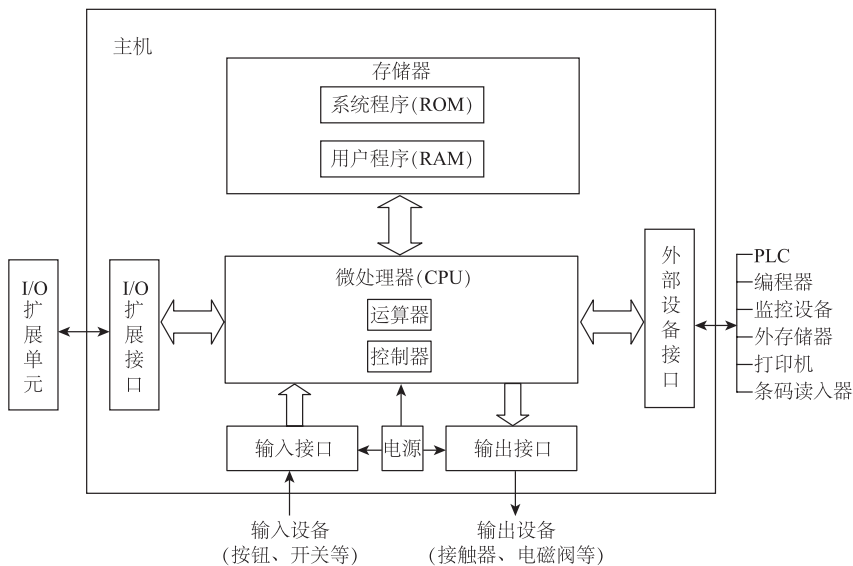 主机
存储器
系统程序(ROM)
用户程序(RAM)
微处理器(CPU)
运算器
控制器
I/O
扩
展
单
元
I/O
扩
展
接
口
外
部
设
备
接
口
PLC
编程器
监控设备
外存储器
打印机
条码读入器
输入接口
电源
输出接口
输入设备
(按钮、开关等)
输出设备
(接触器、电磁阀等)